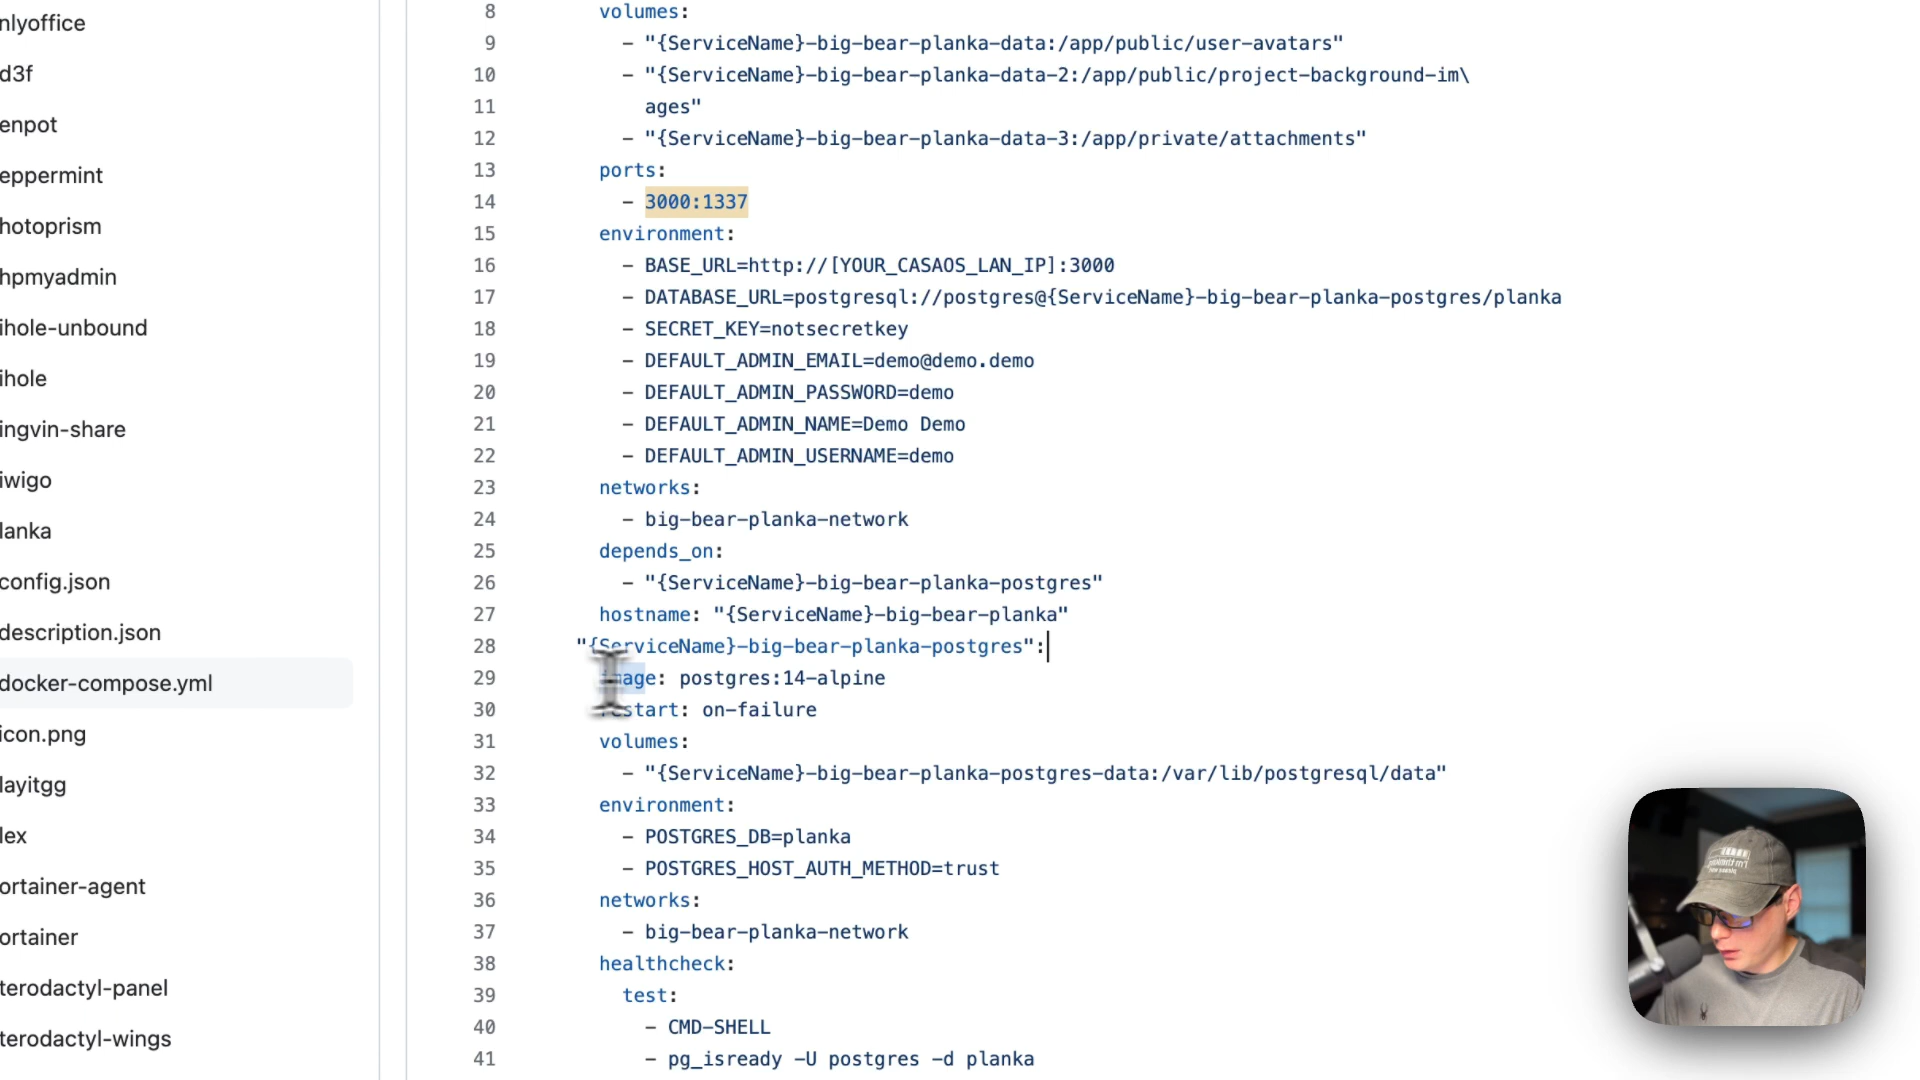 nlyoffice
d3f
enpot
eppermint
hotoprism
hpmyadmin
ihole-unbound
ihole
ingvin-share
iwigo
lanka
config.json
description.json
docker-compose.yml
icon.png
layitgg
lex
ortainer-agent
ortainer
terodactyl-panel
terodactyl-wings
8 volumes:
9 - "{ServiceName}-big-bear-planka-data:/app/public/user-avatars"
10 - "{ServiceName}-big-bear-planka-data-2:/app/public/project-background-im\
11 ages"
12 - "{ServiceName}-big-bear-planka-data-3:/app/private/attachments"
13 ports:
14 - 3000:1337
15 environment:
16 - BASE_URL=http://[YOUR_CASAOS_LAN_IP]:3000
17 - DATABASE_URL=postgresql://postgres@{ServiceName}-big-bear-planka-postgres/planka
18 - SECRET_KEY=notsecretkey
19 - DEFAULT_ADMIN_EMAIL=demo@demo.demo
20 - DEFAULT_ADMIN_PASSWORD=demo
21 - DEFAULT_ADMIN_NAME=Demo Demo
22 - DEFAULT_ADMIN_USERNAME=demo
23 networks:
24 - big-bear-planka-network
25 depends_on:
26 - "{ServiceName}-big-bear-planka-postgres"
27 hostname: "{ServiceName}-big-bear-planka"
28 "{ServiceName}-big-bear-planka-postgres":
29 image: postgres:14-alpine
30 restart: on-failure
31 volumes:
32 - "{ServiceName}-big-bear-planka-postgres-data:/var/lib/postgresql/data"
33 environment:
34 - POSTGRES_DB=planka
35 - POSTGRES_HOST_AUTH_METHOD=trust
36 networks:
37 - big-bear-planka-network
38 healthcheck:
39 test:
40 - CMD-SHELL
41 - pg_isready -U postgres -d planka